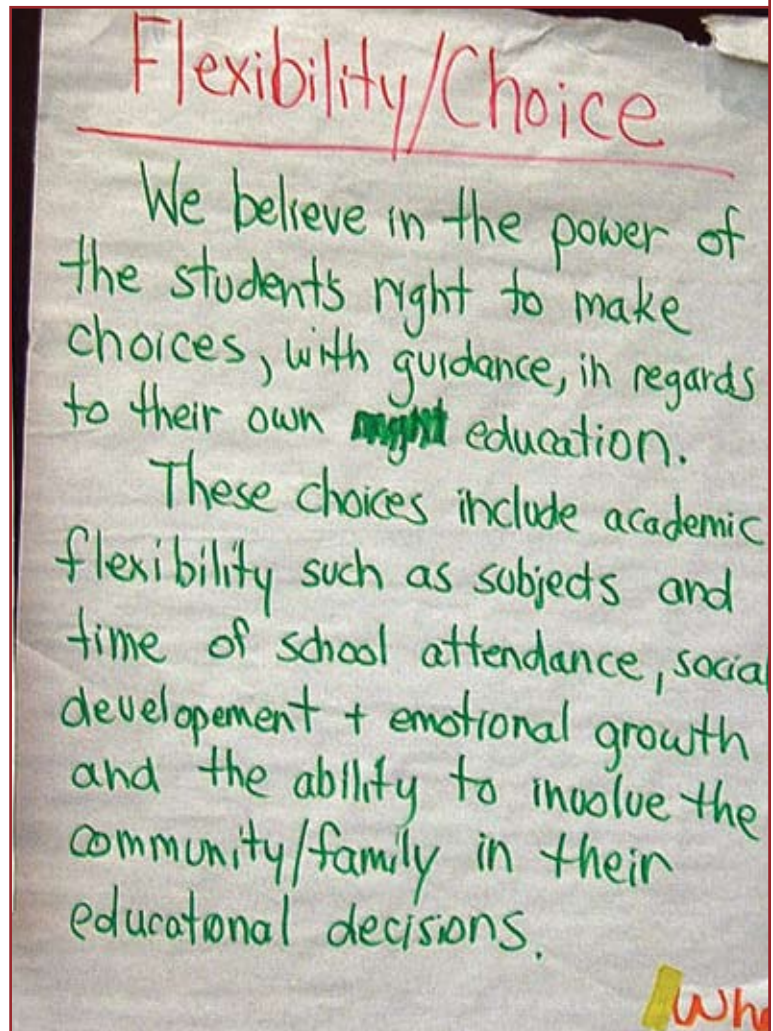 Flexibility/Choice
We believe in the power of
the students right to make
choices, with guidance, in regards
to their own education.
These choices include academic
flexibility such as subjects and
time of school attendance, social
developement + emotional growth
and the ability to involve the
community/family in their
educational decisions.